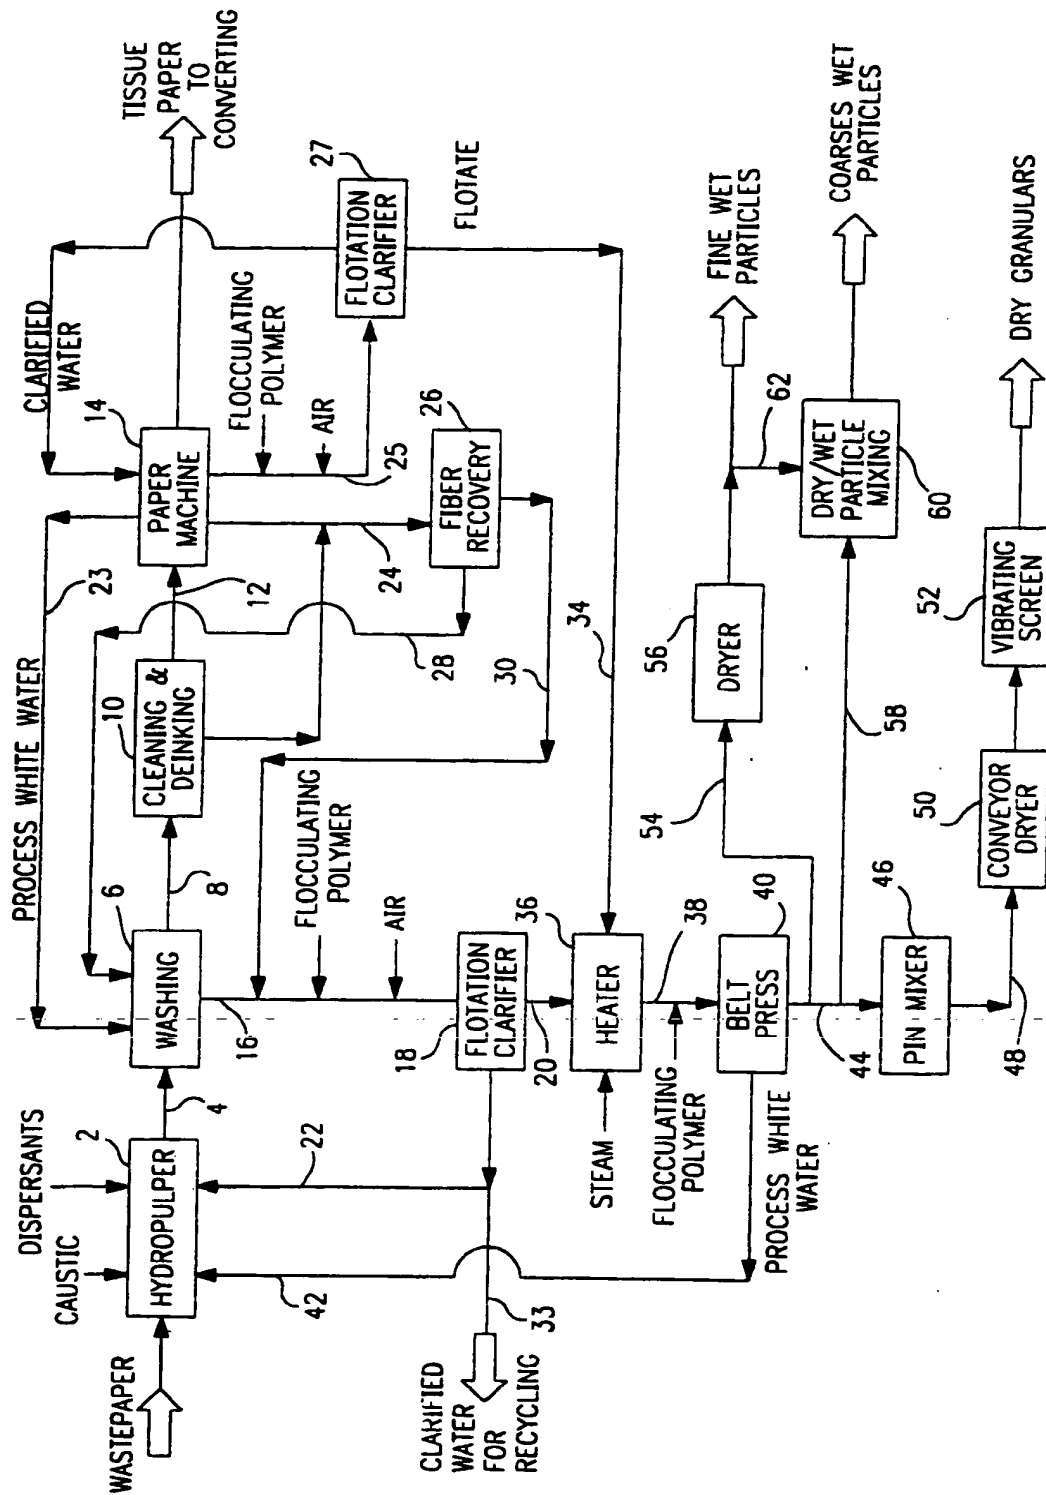 WASTEPAPER
CAUSTIC
DISPERSANTS
2
HYDROPULPER
4
42
22
PROCESS WHITE WATER
23
6
WASHING
8
16
10
CLEANING &
DEINKING
12
14
PAPER
MACHINE
CLARIFIED
WATER
TISSUE
PAPER
TO
CONVERTING
FLOCCULATING
POLYMER
AIR
25
24
28
26
FIBER
RECOVERY
30
27
FLOTATION
CLARIFIER
FLOTATE
34
FLOCCULATING
POLYMER
AIR
18
FLOTATION
CLARIFIER
20
33
CLARIFIED
WATER
FOR
RECYCLING
STEAM
36
HEATER
38
FLOCCULATING
POLYMER
40
BELT
PRESS
PROCESS WHITE
WATER
44
54
56
DRYER
FINE WET
PARTICLES
62
58
DRY/WET
PARTICLE
MIXING
60
COARSES WET
PARTICLES
46
PIN MIXER
48
50
CONVEYOR
DRYER
52
VIBRATING
SCREEN
DRY GRANULARS